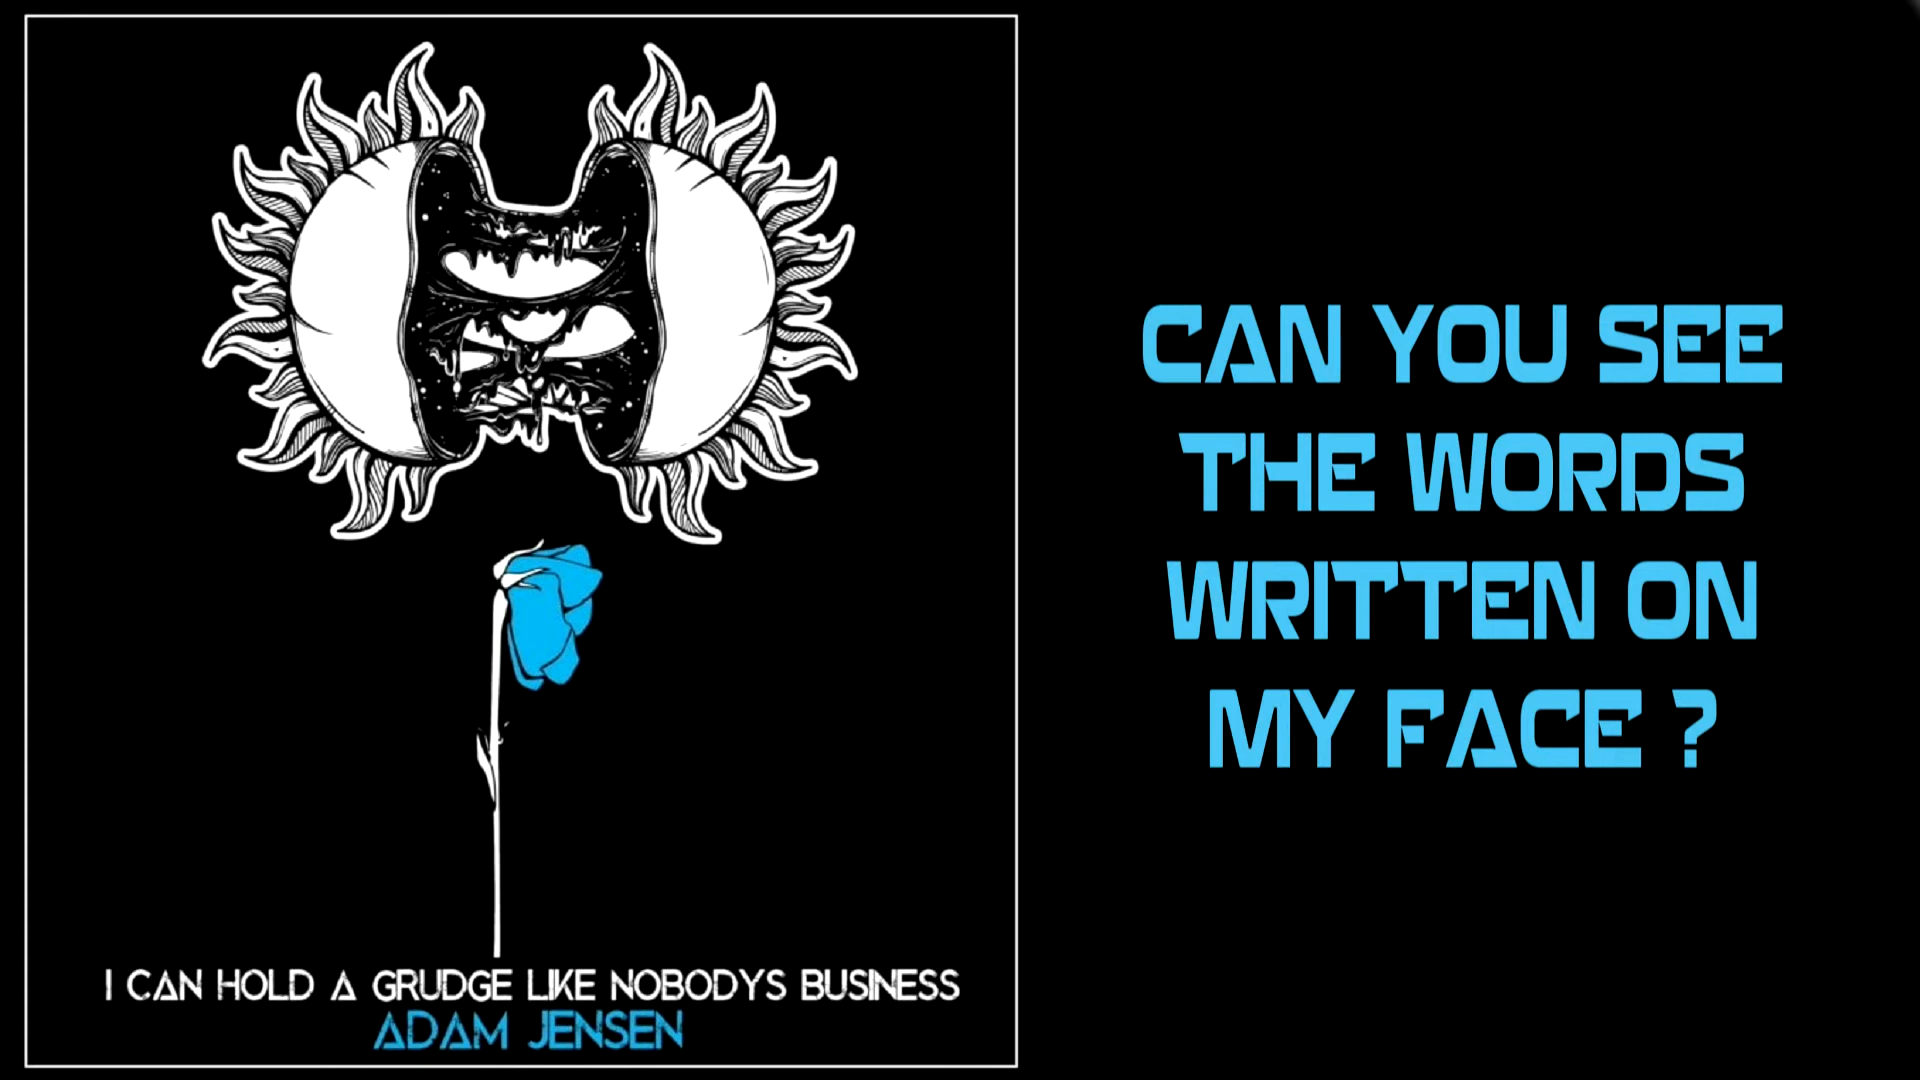 I CAN HOLD A GRUDGE LIKE NOBODYS BUSINESS
ADAM JENSEN
CAN YOU SEE
THE WORDS
WRITTEN ON
MY FACE ?